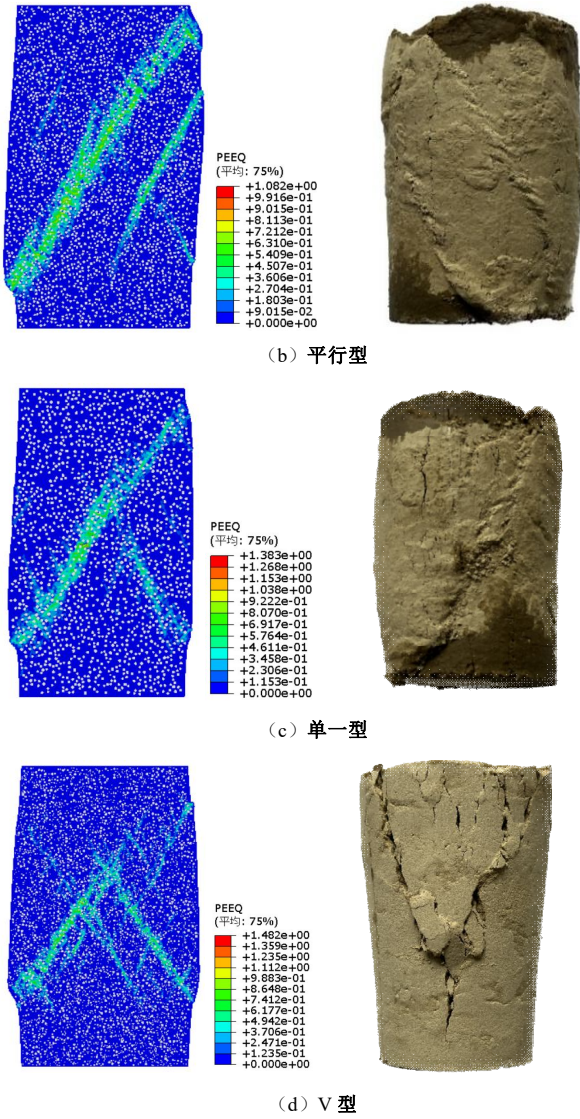 PEEQ
(平均: 75%)
+1.082e+00
+9.916e-01
+9.015e-01
+8.113e-01
+7.212e-01
+6.310e-01
+5.409e-01
+4.507e-01
+3.606e-01
+2.704e-01
+1.803e-01
+9.015e-02
+0.000e+00
（b）平行型
PEEQ
(平均: 75%)
+1.383e+00
+1.268e+00
+1.153e+00
+1.038e+00
+9.222e-01
+8.070e-01
+6.917e-01
+5.764e-01
+4.611e-01
+3.458e-01
+2.306e-01
+1.153e-01
+0.000e+00
（c）单一型
PEEQ
(平均: 75%)
+1.482e+00
+1.359e+00
+1.235e+00
+1.112e+00
+9.883e-01
+8.648e-01
+7.412e-01
+6.177e-01
+4.942e-01
+3.706e-01
+2.471e-01
+1.235e-01
+0.000e+00
（d）V 型